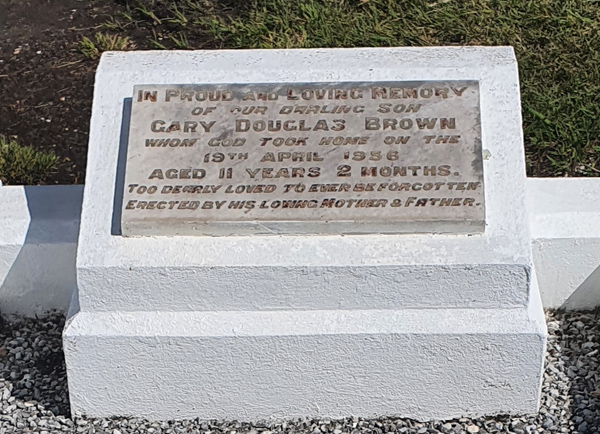 IN PROUD AND LOVING MEMORY
OF OUR DARLING SON
GARY DOUGLAS BROWN
WHOM GOD TOOK HOME ON THE
19TH APRIL 1956
AGED 11 YEARS 2 MONTHS.
TOO DEARLY LOVED TO EVER BE FORGOTTEN
ERECTED BY HIS LOVING MOTHER & FATHER.